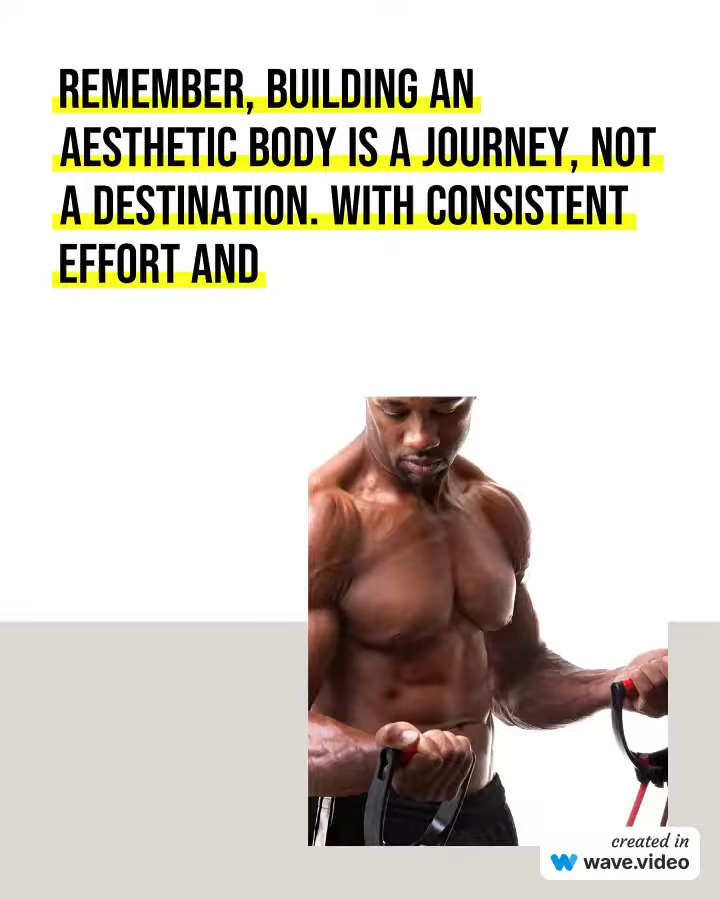 REMEMBER, BUILDING AN
AESTHETIC BODY IS A JOURNEY, NOT
A DESTINATION. WITH CONSISTENT
EFFORT AND
created in
wave.video